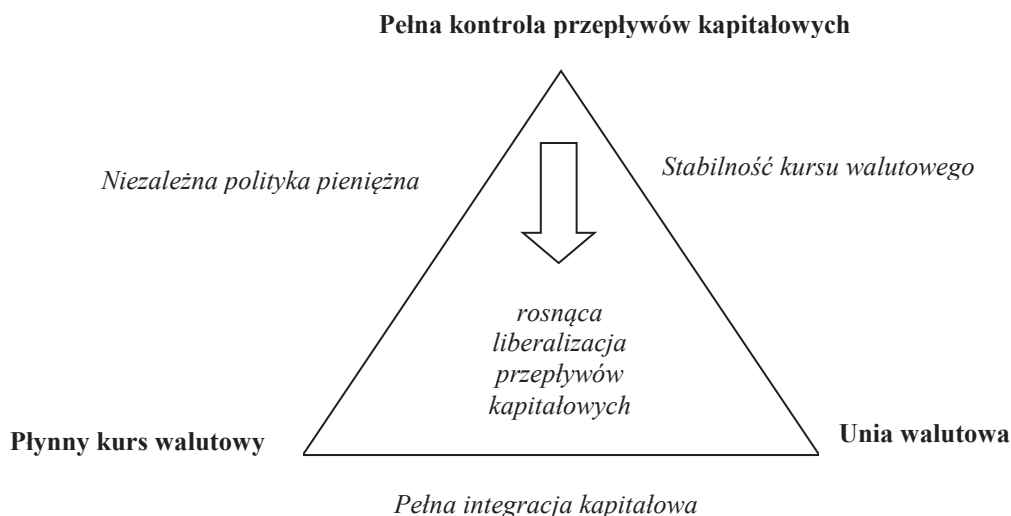 Pełna kontrola przepływów kapitałowych
Niezależna polityka pieniężna
Stabilność kursu walutowego
rosnąca
liberalizacja
przepływów
kapitałowych
Płynny kurs walutowy
Unia walutowa
Pełna integracja kapitałowa